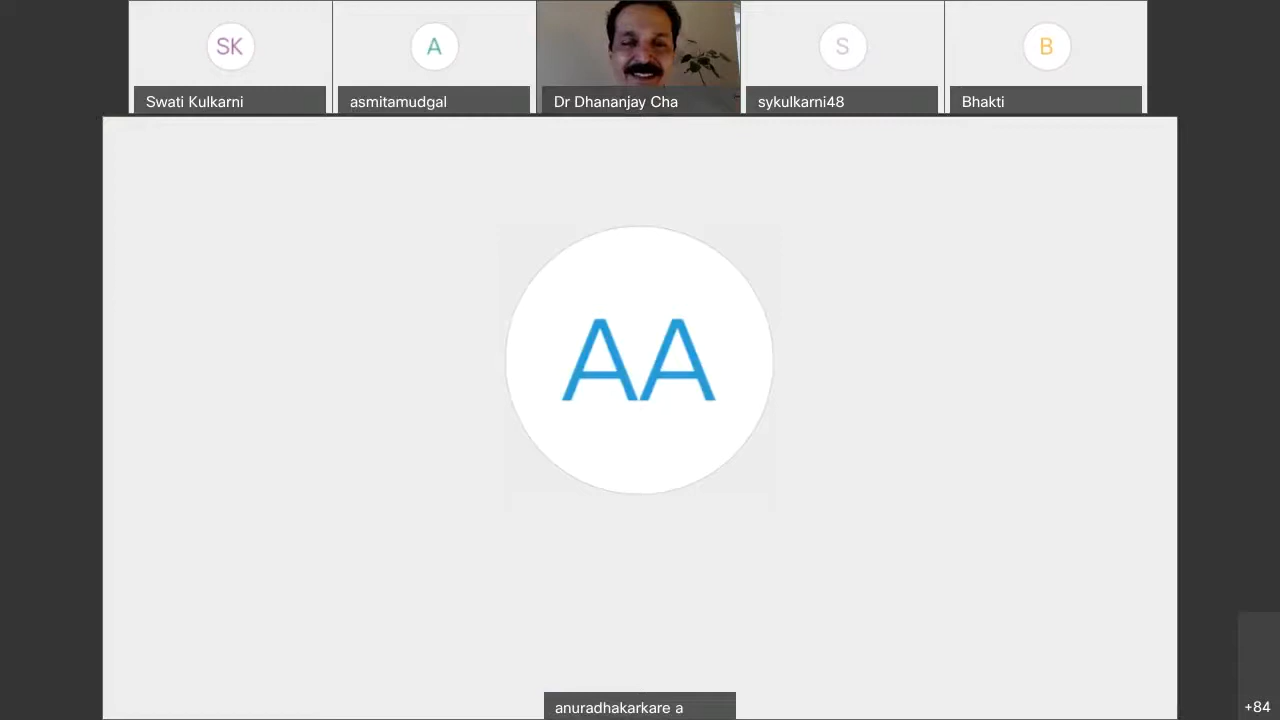 SK
A
S
B
Swati Kulkarni
asmitamudgal
Dr Dhananjay Cha
sykulkarni48
Bhakti
AA
anuradhakarkare a
+84